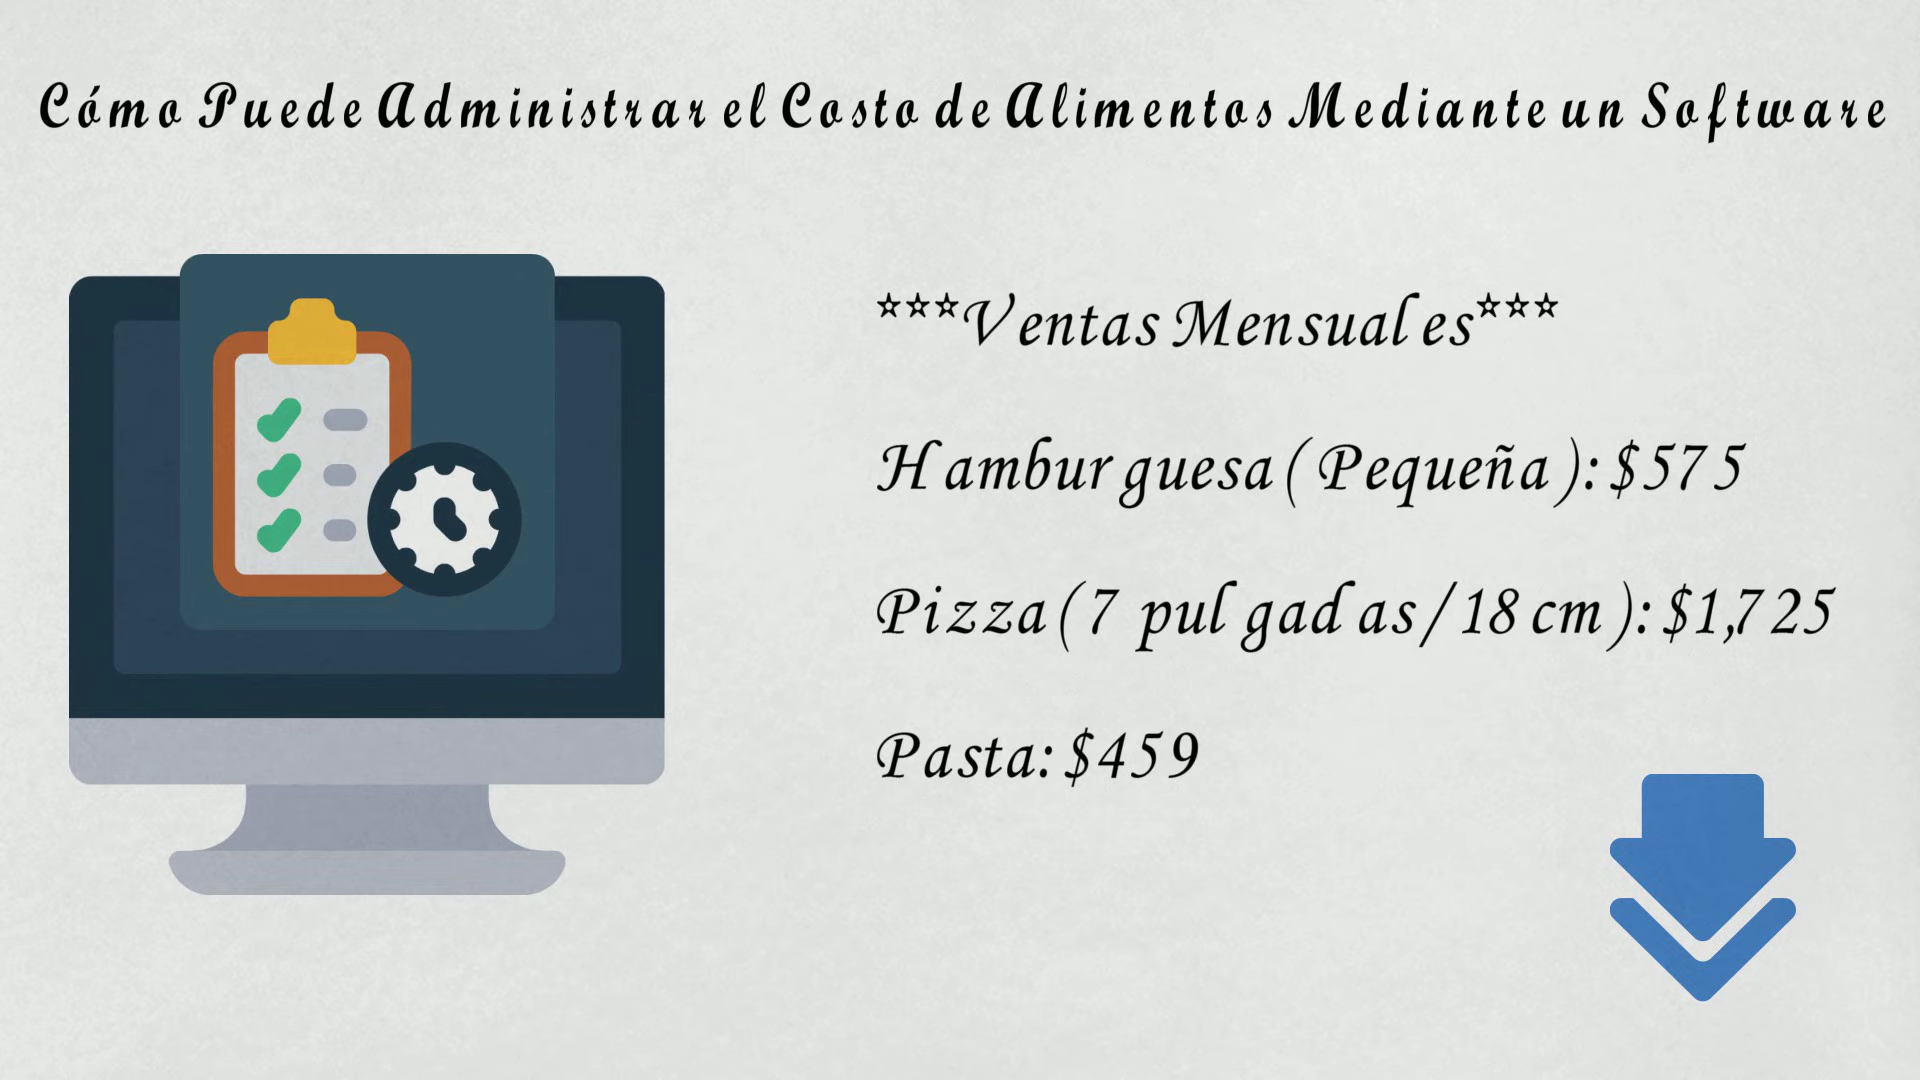 Cómo Puede Administrar el Costo de Alimentos Mediante un Software
***Ventas Mensuales***
Hamburguesa (Pequeña): $575
Pizza (7 pulgadas/18 cm): $1,725
Pasta: $459